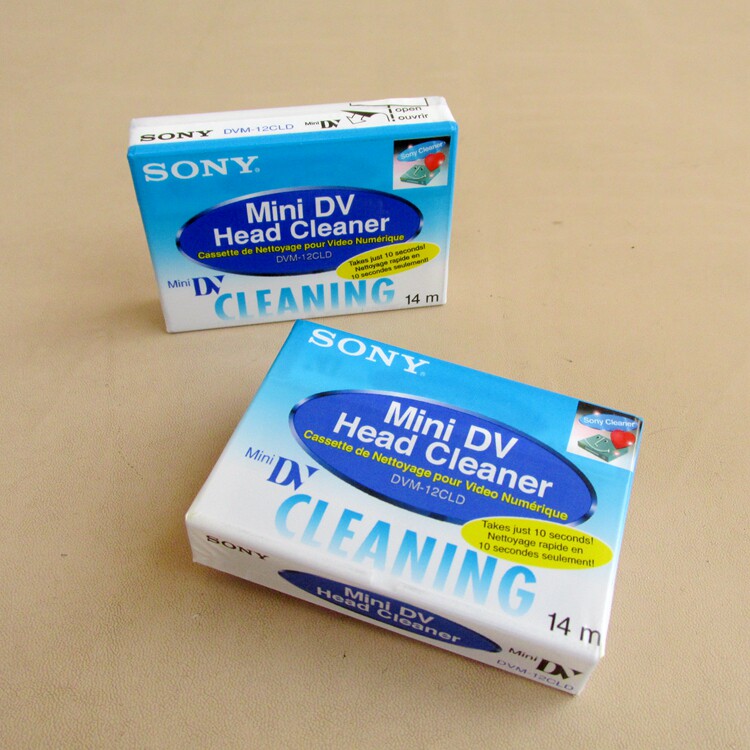 SONY DVM-12CLD Mini DV open
ouvrir
SONY®
Sony Cleaner
Mini DV
Head Cleaner
Cassette de Nettoyage pour Video Numérique
DVM-12CLD
Takes just 10 seconds!
Nettoyage rapide en
10 secondes seulement!
Mini DV
CLEANING
14 m
SONY®
Sony Cleaner
Mini DV
Head Cleaner
Cassette de Nettoyage pour Video Numérique
DVM-12CLD
Mini DV
Takes just 10 seconds!
Nettoyage rapide en
10 secondes seulement!
CLEANING
14 m
SONY
Mini DV
Head Cleaner
Mini DV
DVM-12CLD